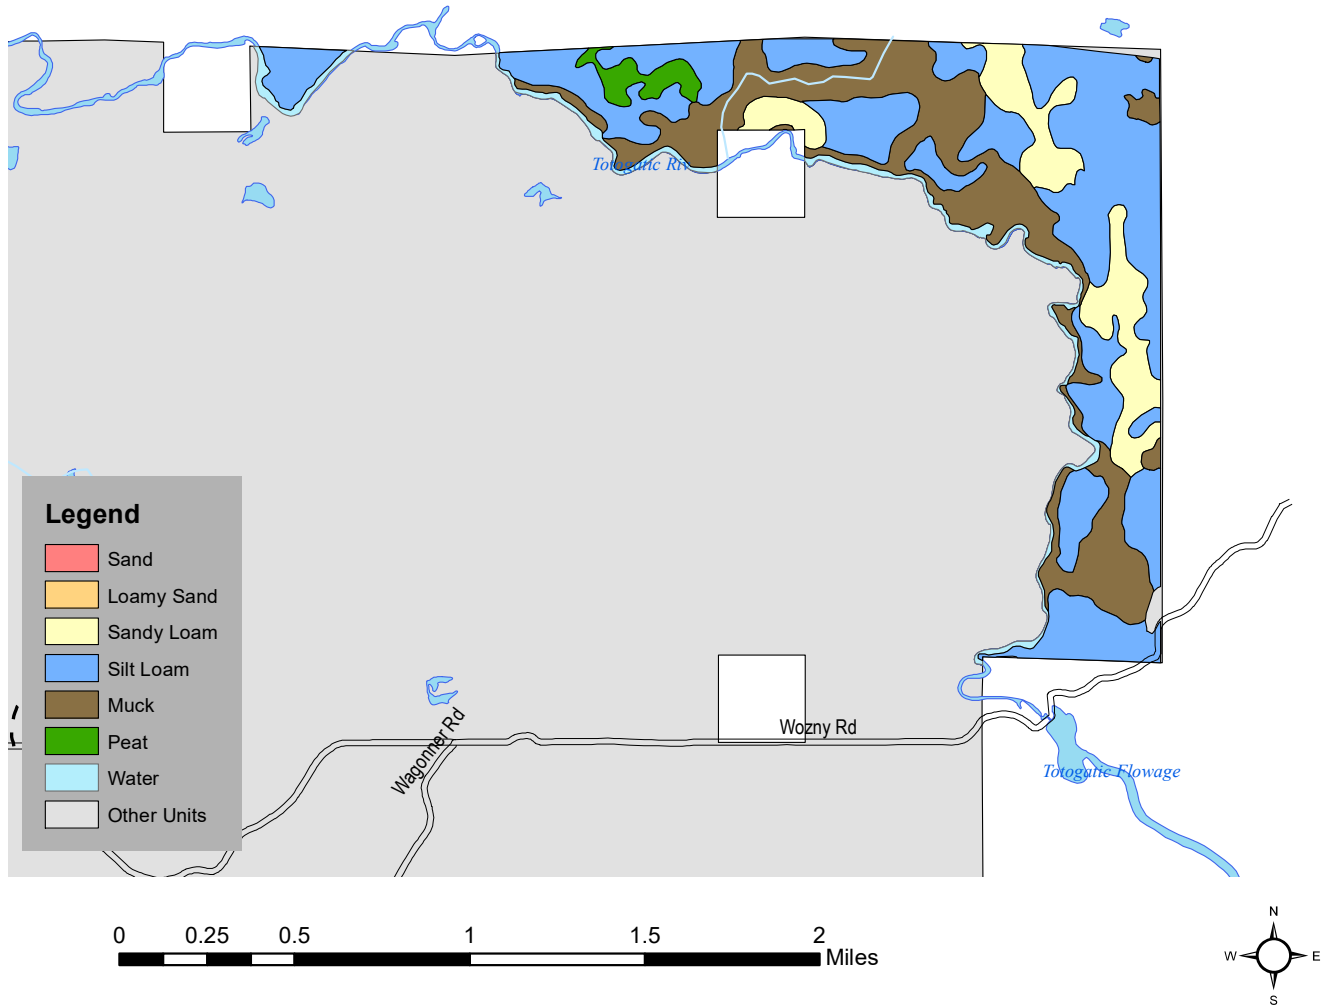 Totogatic Riv
Legend
Sand
Loamy Sand
Sandy Loam
Silt Loam
Muck
Peat
Water
Other Units
Wagonner Rd
Wozny Rd
Totogatic Flowage
0 0.25 0.5 1 1.5 2
Miles
N
W E
S